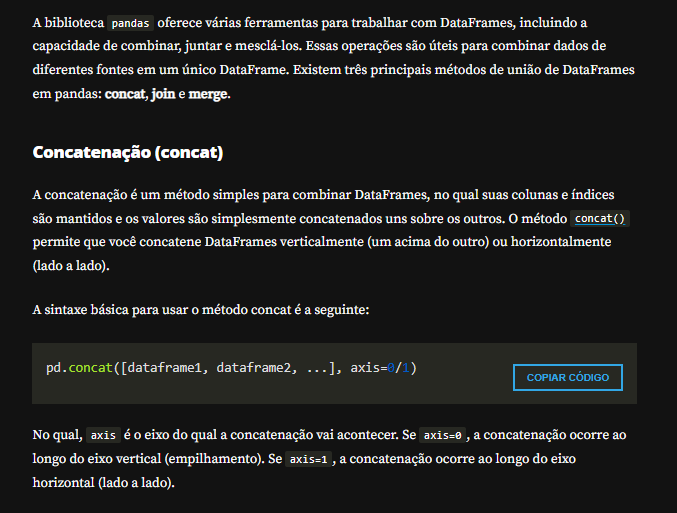 A biblioteca pandas oferece várias ferramentas para trabalhar com DataFrames, incluindo a
capacidade de combinar, juntar e mesclá-los. Essas operações são úteis para combinar dados de
diferentes fontes em um único DataFrame. Existem três principais métodos de união de DataFrames
em pandas: concat, join e merge.
Concatenação (concat)
A concatenação é um método simples para combinar DataFrames, no qual suas colunas e índices
são mantidos e os valores são simplesmente concatenados uns sobre os outros. O método concat()
permite que você concatene DataFrames verticalmente (um acima do outro) ou horizontalmente
(lado a lado).
A sintaxe básica para usar o método concat é a seguinte:
pd.concat([dataframe1, dataframe2, ...], axis=0/1)
COPIAR CÓDIGO
No qual, axis é o eixo do qual a concatenação vai acontecer. Se axis=0 , a concatenação ocorre ao
longo do eixo vertical (empilhamento). Se axis=1 , a concatenação ocorre ao longo do eixo
horizontal (lado a lado).